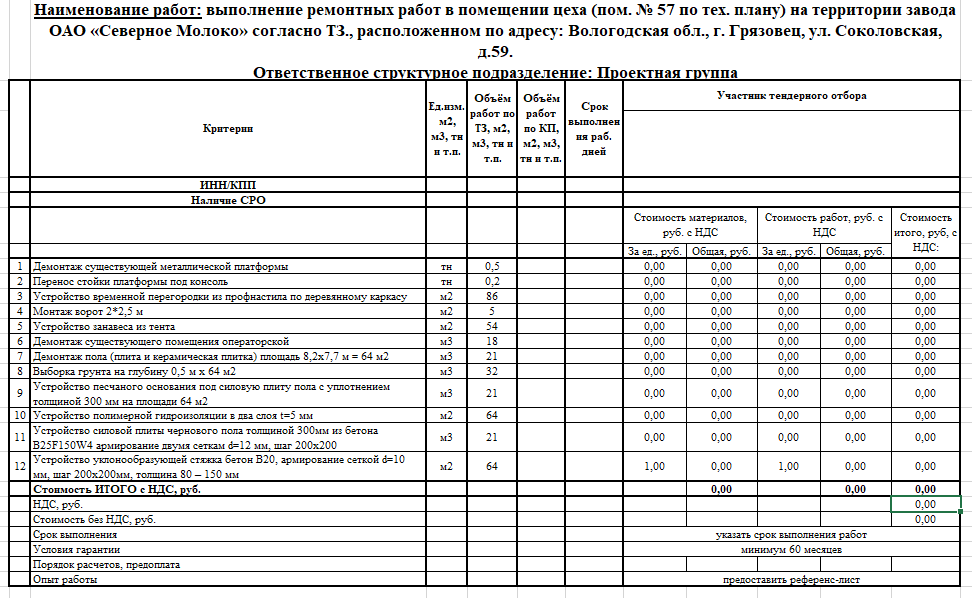 Наименование работ: выполнение ремонтных работ в помещении цеха (пом. № 57 по тех. плану) на территории завода
ОАО «Северное Молоко» согласно ТЗ., расположенном по адресу: Вологодская обл., г. Грязовец, ул. Соколовская,
д.59.
Ответственное структурное подразделение: Проектная группа
Критерии
Ед.изм.
м2,
м3, тн
и т.п.
Объём
работ по
ТЗ, м2,
м3, тн и
т.п.
Объём
работ
по КП,
м2, м3,
тн и т.п.
Срок
выполнен
ия раб.
дней
Участник тендерного отбора
ИНН/КПП
Наличие СРО
Стоимость материалов,
руб. с НДС
Стоимость работ, руб. с
НДС
Стоимость
итого, руб, с
НДС:
За ед., руб. Общая, руб. За ед., руб. Общая, руб.
1 Демонтаж существующей металлической платформы тн 0,5 0,00 0,00 0,00 0,00 0,00
2 Перенос стойки платформы под консоль тн 0,2 0,00 0,00 0,00 0,00 0,00
3 Устройство временной перегородки из профнастила по деревянному каркасу м2 86 0,00 0,00 0,00 0,00 0,00
4 Монтаж ворот 2*2,5 м м2 5 0,00 0,00 0,00 0,00 0,00
5 Устройство занавеса из тента м2 54 0,00 0,00 0,00 0,00 0,00
6 Демонтаж существующего помещения операторской м3 18 0,00 0,00 0,00 0,00 0,00
7 Демонтаж пола (плита и керамическая плитка) площадь 8,2х7,7 м = 64 м2 м3 21 0,00 0,00 0,00 0,00 0,00
8 Выборка грунта на глубину 0,5 м х 64 м2 м3 32 0,00 0,00 0,00 0,00 0,00
9 Устройство песчаного основания под силовую плиту пола с уплотнением
толщиной 300 мм на площади 64 м2 м3 21 0,00 0,00 0,00 0,00 0,00
10 Устройство полимерной гидроизоляции в два слоя t=5 мм м2 64 0,00 0,00 0,00 0,00 0,00
11 Устройство силовой плиты чернового пола толщиной 300мм из бетона
B25F150W4 армирование двумя сеткам d=12 мм, шаг 200х200 м3 21 0,00 0,00 0,00 0,00 0,00
12 Устройство уклонообразующей стяжка бетон В20, армирование сеткой d=10
мм, шаг 200х200мм, толщина 80 – 150 мм м2 64 1,00 0,00 1,00 0,00 0,00
Стоимость ИТОГО с НДС, руб. 0,00 0,00 0,00
НДС, руб. 0,00
Стоимость без НДС, руб. 0,00
Срок выполнения указать срок выполнения работ
Условия гарантии минимум 60 месяцев
Порядок расчетов, предоплата
Опыт работы предоставить референс-лист